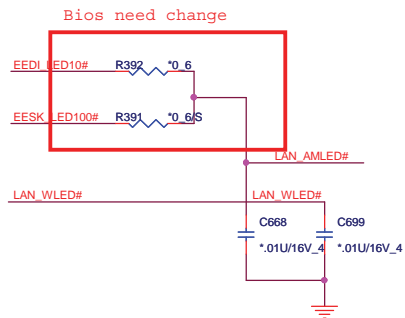 Bios need change
EEDI_LED10# R392 *0_6
EESK_LED100# R391 *0_6/S
LAN_AMLED#
LAN_WLED# LAN_WLED#
C668 C699
*.01U/16V_4 *.01U/16V_4